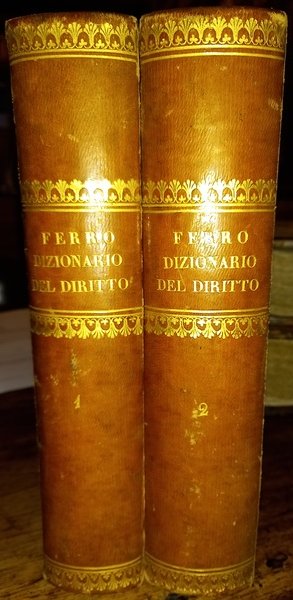 FERRO
DIZIONARIO
DEL DIRITTO
1
FERRO
DIZIONARIO
DEL DIRITTO
2